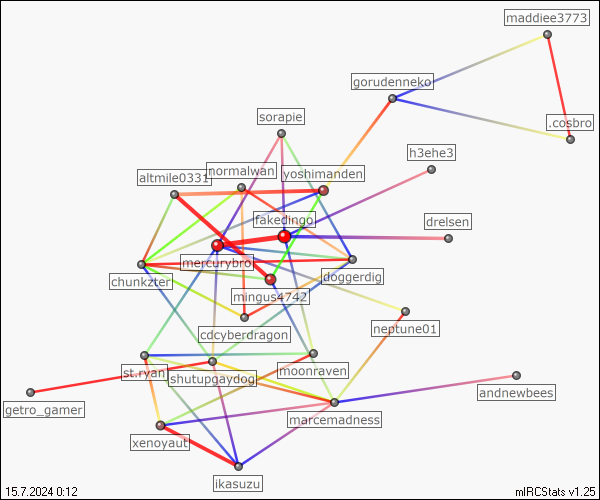 maddiee3773
gorudenneko
.cosbro
sorapie
h3ehe3
normalwan
yoshimanden
altmile0331
fakedingo
drelsen
mercurybro
chunkzter
doggerdig
mingus4742
neptune01
cdcyberdragon
st.ryan
shutupgaydog
moonraven
andnewbees
getro_gamer
marcemadness
xenoyaut
ikasuzu
15.7.2024 0:12
mIRCStats v1.25